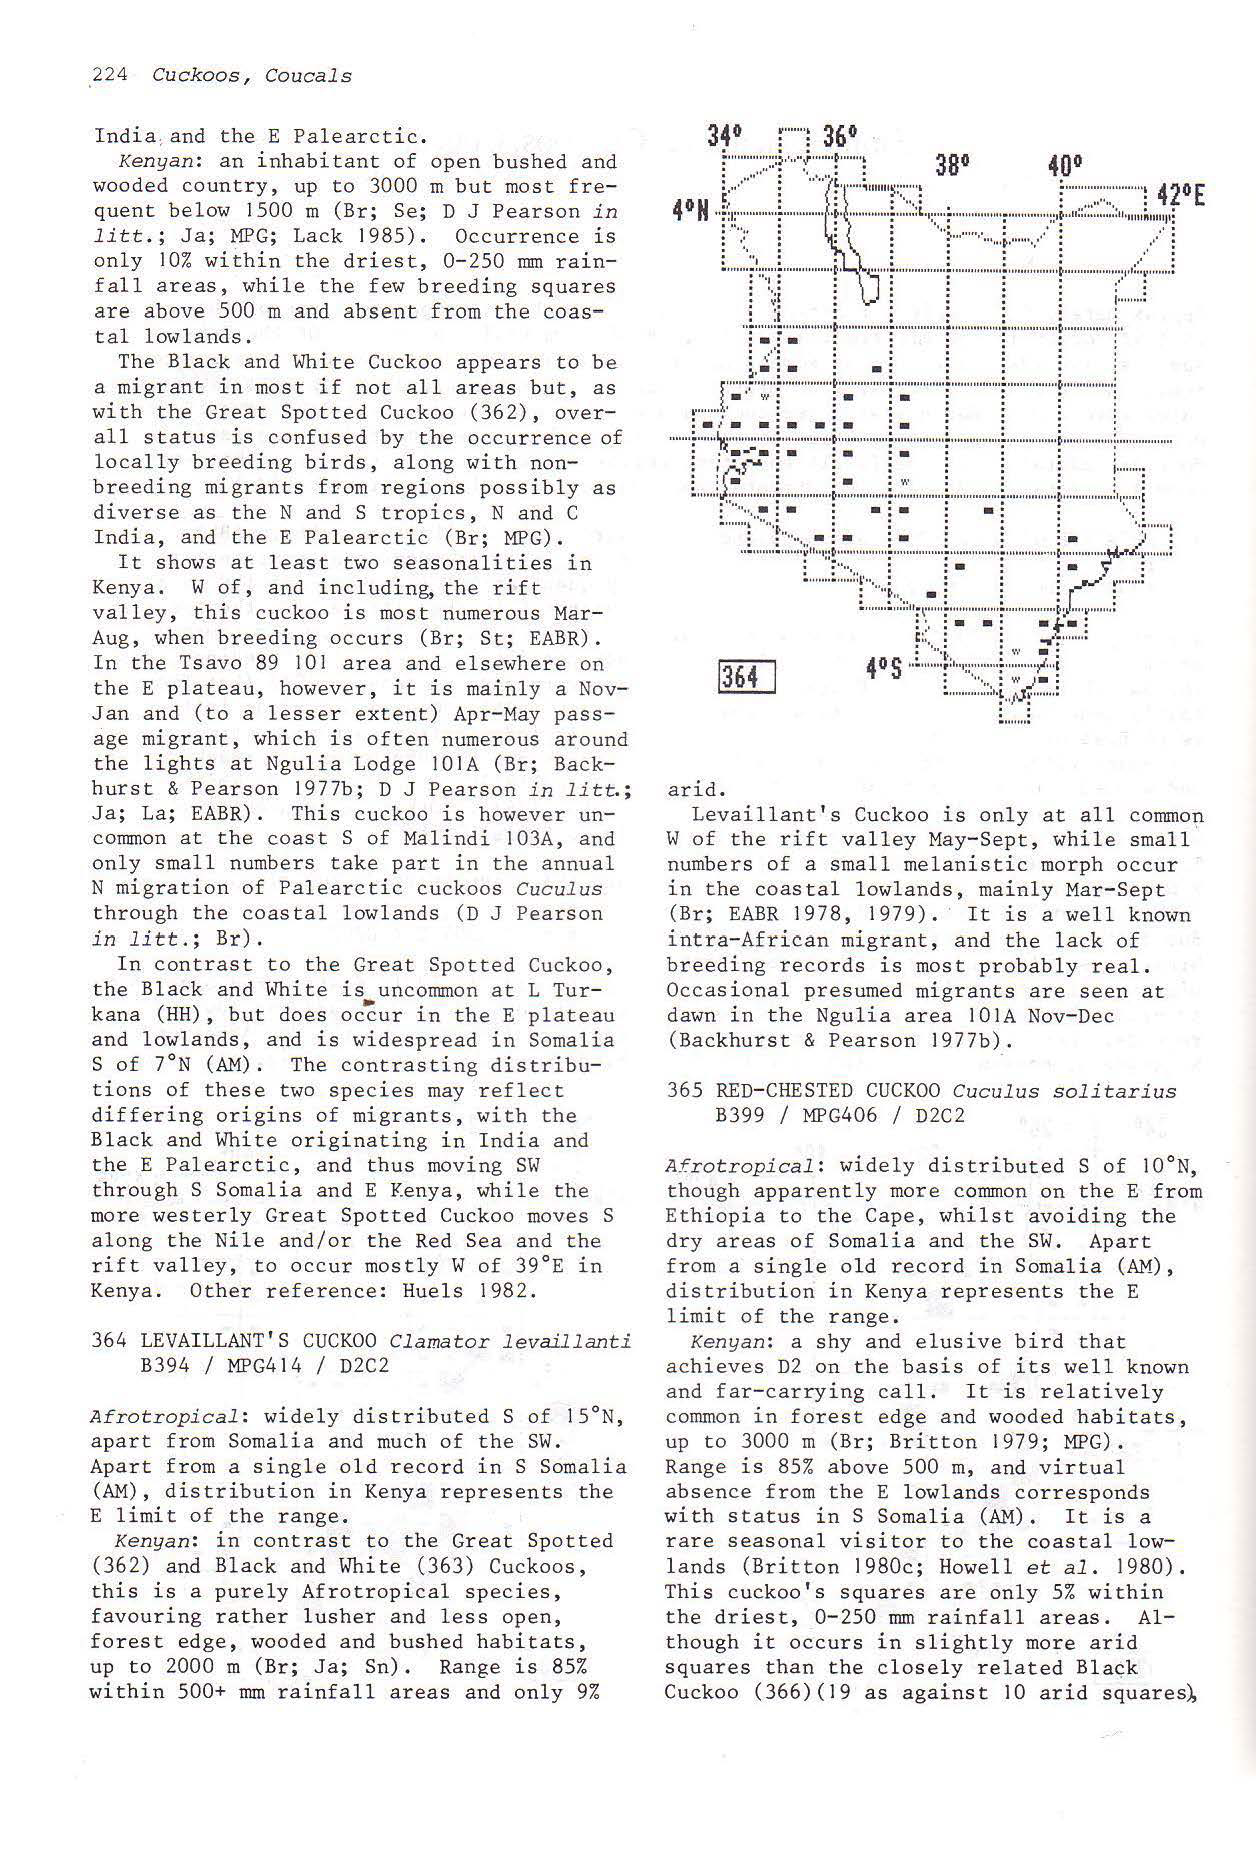 224 Cuckoos, Coucals
India and the E Palearctic.
Kenyan: an inhabitant of open bushed and
wooded country, up to 3000 m but most fre-
quent below 1500 m (Br; Se; D J Pearson in
litt.; Ja; MPG; Lack 1985). Occurrence is
only 10% within the driest, 0-250 mm rain-
fall areas, while the few breeding squares
are above 500 m and absent from the coas-
tal lowlands.
The Black and White Cuckoo appears to be
a migrant in most if not all areas but, as
with the Great Spotted Cuckoo (362), over-
all status is confused by the occurrence of
locally breeding birds, along with non-
breeding migrants from regions possibly as
diverse as the N and S tropics, N and C
India, and the E Palearctic (Br; MPG).
It shows at least two seasonalities in
Kenya. W of, and including, the rift
valley, this cuckoo is most numerous Mar-
Aug, when breeding occurs (Br; St; EABR).
In the Tsavo 89 101 area and elsewhere on
the E plateau, however, it is mainly a Nov-
Jan and (to a lesser extent) Apr-May pass-
age migrant, which is often numerous around
the lights at Ngulia Lodge 101A (Br; Back-
hurst & Pearson 1977b; D J Pearson in litt.;
Ja; La; EABR). This cuckoo is however un-
common at the coast S of Malindi 103A, and
only small numbers take part in the annual
N migration of Palearctic cuckoos Cuculus
through the coastal lowlands (D J Pearson
in litt.; Br).
In contrast to the Great Spotted Cuckoo,
the Black and White is uncommon at L Tur-
kana (HH), but does occur in the E plateau
and lowlands, and is widespread in Somalia
S of 7°N (AM). The contrasting distribu-
tions of these two species may reflect
differing origins of migrants, with the
Black and White originating in India and
the E Palearctic, and thus moving SW
through S Somalia and E Kenya, while the
more westerly Great Spotted Cuckoo moves S
along the Nile and/or the Red Sea and the
rift valley, to occur mostly W of 39°E in
Kenya. Other reference: Huels 1982.
364 LEVAILLANT'S CUCKOO Clamator levaillanti
B394 / MPG414 / D2C2
Afrotropical: widely distributed S of 15°N,
apart from Somalia and much of the SW.
Apart from a single old record in S Somalia
(AM), distribution in Kenya represents the
E limit of the range.
Kenyan: in contrast to the Great Spotted
(362) and Black and White (363) Cuckoos,
this is a purely Afrotropical species,
favouring rather lusher and less open,
forest edge, wooded and bushed habitats,
up to 2000 m (Br; Ja; Sn). Range is 85%
within 500+ mm rainfall areas and only 9%
34° 36°
38° 40°
42°E
4°N
W
W
W
4°S
W
364
arid.
Levaillant's Cuckoo is only at all common
W of the rift valley May-Sept, while small
numbers of a small melanistic morph occur
in the coastal lowlands, mainly Mar-Sept
(Br; EABR 1978, 1979). It is a well known
intra-African migrant, and the lack of
breeding records is most probably real.
Occasional presumed migrants are seen at
dawn in the Ngulia area 101A Nov-Dec
(Backhurst & Pearson 1977b).
365 RED-CHESTED CUCKOO Cuculus solitarius
B399 / MPG406 / D2C2
Afrotropical: widely distributed S of 10°N,
though apparently more common on the E from
Ethiopia to the Cape, whilst avoiding the
dry areas of Somalia and the SW. Apart
from a single old record in Somalia (AM),
distribution in Kenya represents the E
limit of the range.
Kenyan: a shy and elusive bird that
achieves D2 on the basis of its well known
and far-carrying call. It is relatively
common in forest edge and wooded habitats,
up to 3000 m (Br; Britton 1979; MPG).
Range is 85% above 500 m, and virtual
absence from the E lowlands corresponds
with status in S Somalia (AM). It is a
rare seasonal visitor to the coastal low-
lands (Britton 1980c; Howell et al. 1980).
This cuckoo's squares are only 5% within
the driest, 0-250 mm rainfall areas. Al-
though it occurs in slightly more arid
squares than the closely related Black
Cuckoo (366)(19 as against 10 arid squares),